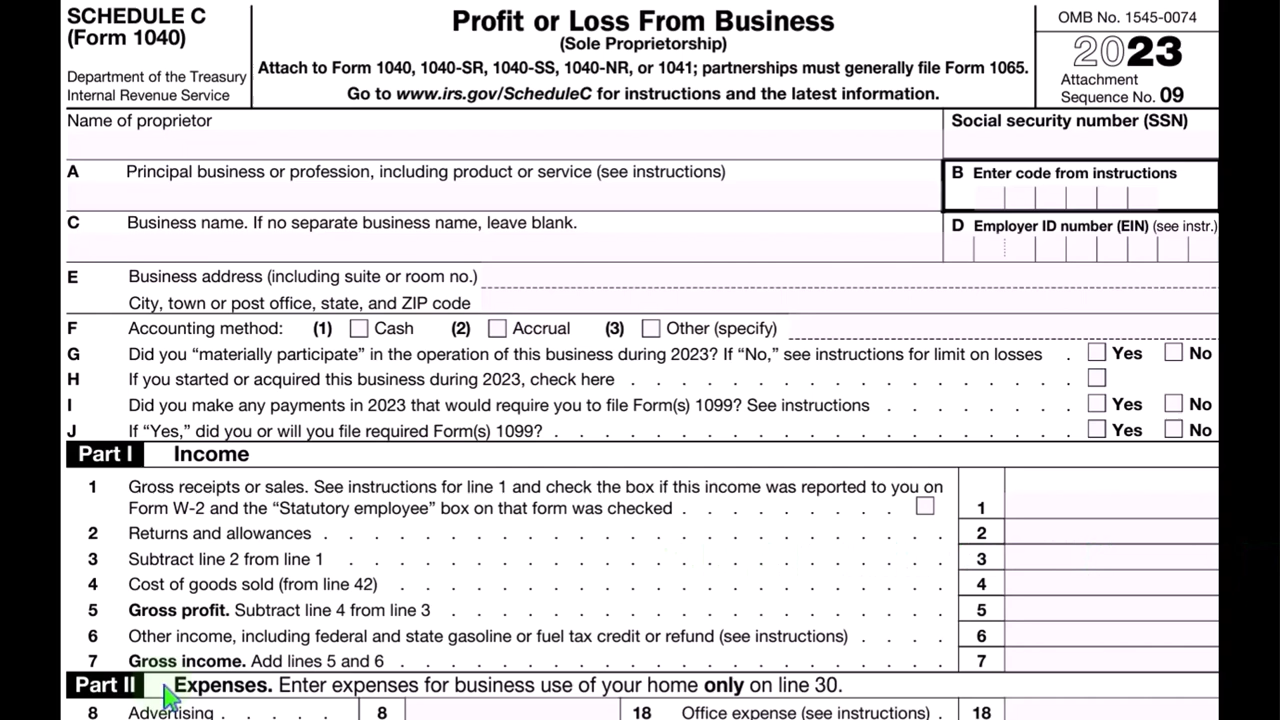 SCHEDULE C
(Form 1040)
Department of the Treasury
Internal Revenue Service
Profit or Loss From Business
(Sole Proprietorship)
Attach to Form 1040, 1040-SR, 1040-SS, 1040-NR, or 1041; partnerships must generally file Form 1065.
Go to www.irs.gov/ScheduleC for instructions and the latest information.
OMB No. 1545-0074
2023
Attachment
Sequence No. 09
Name of proprietor
Social security number (SSN)
A Principal business or profession, including product or service (see instructions)
B Enter code from instructions
C Business name. If no separate business name, leave blank.
D Employer ID number (EIN) (see instr.)
E Business address (including suite or room no.)
City, town or post office, state, and ZIP code
F Accounting method: (1) Cash (2) Accrual (3) Other (specify)
G Did you “materially participate” in the operation of this business during 2023? If “No,” see instructions for limit on losses . Yes No
H If you started or acquired this business during 2023, check here . . . . . . . . . . . . . . . . . .
I Did you make any payments in 2023 that would require you to file Form(s) 1099? See instructions . . . . . . . Yes No
J If “Yes,” did you or will you file required Form(s) 1099? . . . . . . . . . . . . . . . . . . . . . Yes No
Part I Income
1 Gross receipts or sales. See instructions for line 1 and check the box if this income was reported to you on
Form W-2 and the “Statutory employee” box on that form was checked . . . . . . . . . 1
2 Returns and allowances . . . . . . . . . . . . . . . . . . . . . . . . . 2
3 Subtract line 2 from line 1 . . . . . . . . . . . . . . . . . . . . . . . . 3
4 Cost of goods sold (from line 42) . . . . . . . . . . . . . . . . . . . . . . 4
5 Gross profit. Subtract line 4 from line 3 . . . . . . . . . . . . . . . . . . . . 5
6 Other income, including federal and state gasoline or fuel tax credit or refund (see instructions) . . . . 6
7 Gross income. Add lines 5 and 6 . . . . . . . . . . . . . . . . . . . . . . 7
Part II Expenses. Enter expenses for business use of your home only on line 30.
8 Advertising . . . . . 8 18 Office expense (see instructions) . 18